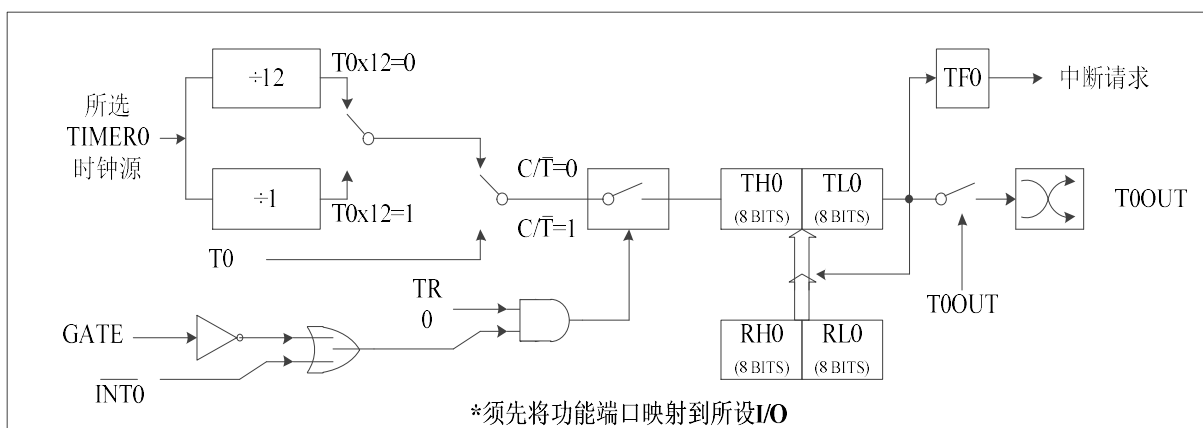 ÷12
T0x12=0
所选
TIMER0
时钟源
÷1
T0x12=1
T0
C/T̅=0
C/T̅=1
TH0
(8 BITS)
TL0
(8 BITS)
TF0
中断请求
T0OUT
T0OUT
RH0
(8 BITS)
RL0
(8 BITS)
TR
0
GATE
I̅N̅T̅0̅
*须先将功能端口映射到所设I/O